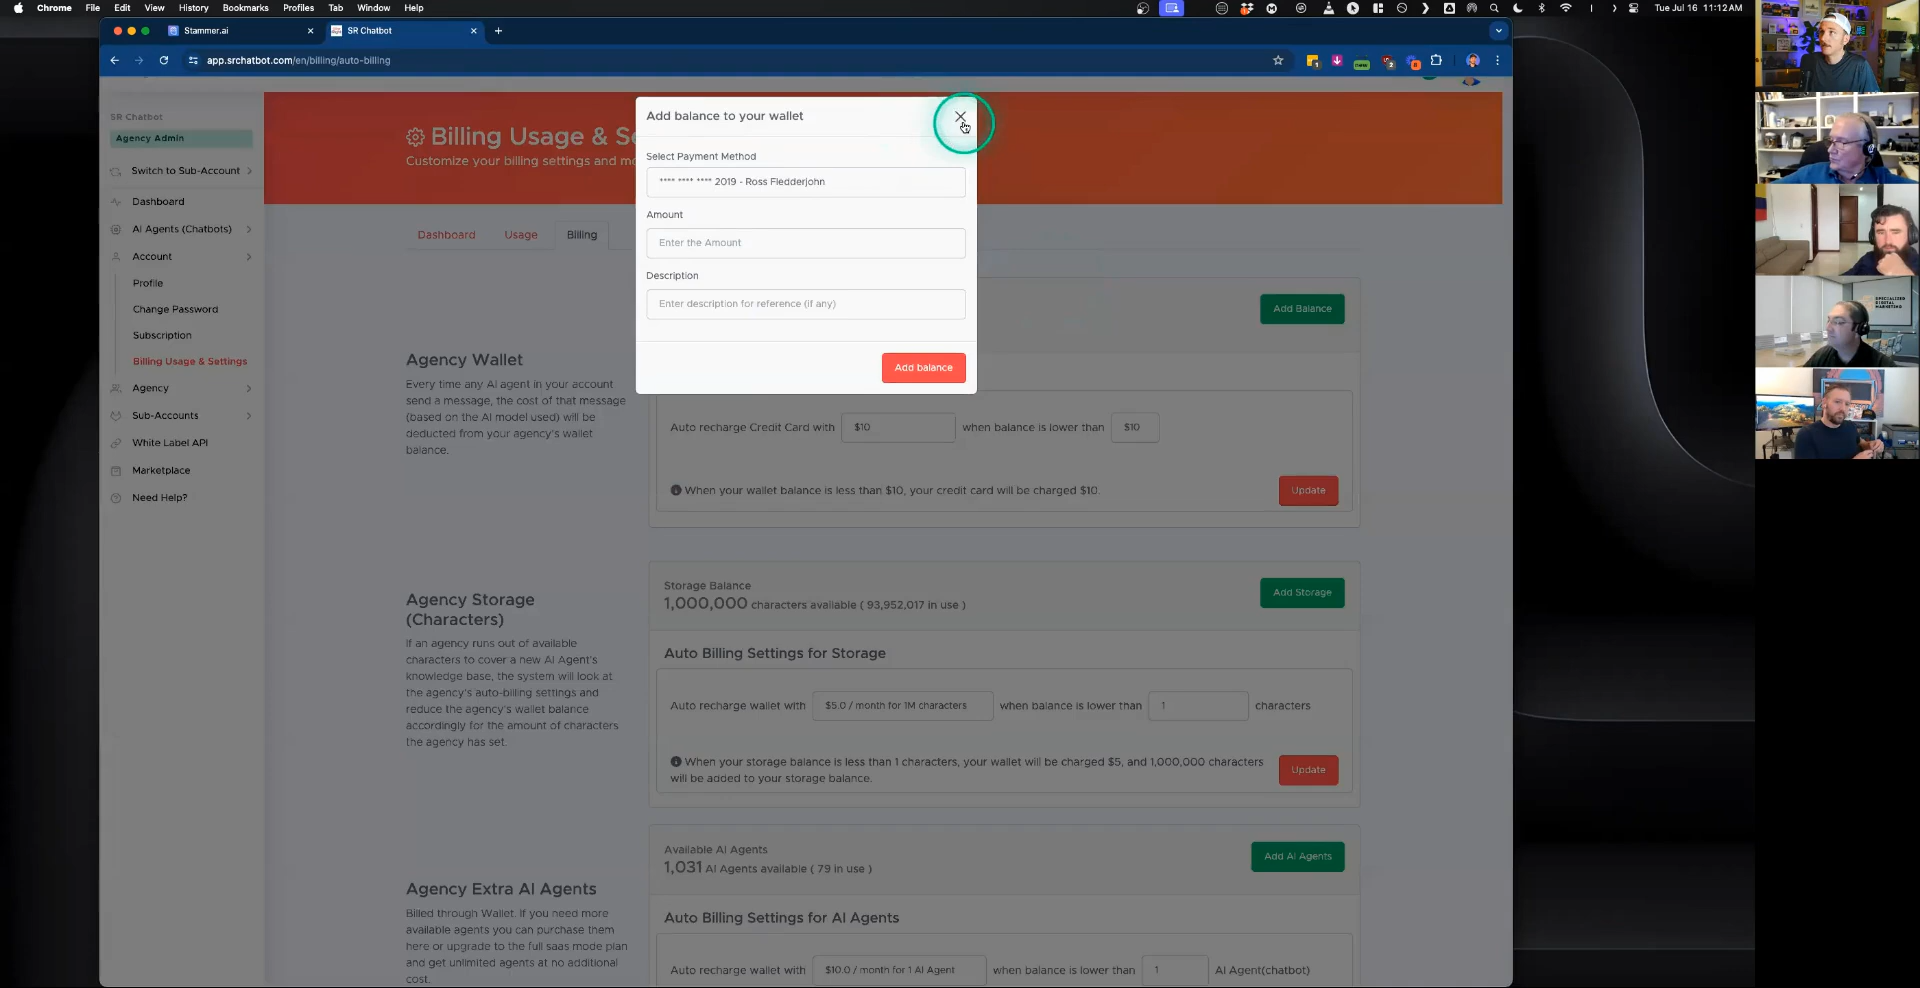 Chrome File Edit View History Bookmarks Profiles Tab Window Help
Tue Jul 16 11:12 AM
Stammer.ai
SR Chatbot
app.srchatbot.com/en/billing/auto-billing
SR Chatbot
Agency Admin
Switch to Sub-Account
Dashboard
AI Agents (Chatbots)
Account
Profile
Change Password
Subscription
Billing Usage & Settings
Agency
Sub-Accounts
White Label API
Marketplace
Need Help?
Billing Usage & Se
Customize your billing settings and mo
Dashboard
Usage
Billing
Add balance to your wallet
Select Payment Method
**** **** **** 2019 - Ross Fledderjohn
Amount
Enter the Amount
Description
Enter description for reference (if any)
Add balance
Add Balance
Agency Wallet
Every time any AI agent in your account
send a message, the cost of that message
(based on the AI model used) will be
deducted from your agency's wallet
balance.
Auto recharge Credit Card with $10 when balance is lower than $10
When your wallet balance is less than $10, your credit card will be charged $10.
Update
Agency Storage
(Characters)
If an agency runs out of available
characters to cover a new AI Agent's
knowledge base, the system will look at
the agency's auto-billing settings and
reduce the agency's wallet balance
accordingly for the amount of characters
the agency has set.
Storage Balance
1,000,000 characters available ( 93,952,017 in use )
Add Storage
Auto Billing Settings for Storage
Auto recharge wallet with $5.0 / month for 1M characters when balance is lower than 1 characters
When your storage balance is less than 1 characters, your wallet will be charged $5, and 1,000,000 characters
will be added to your storage balance.
Update
Agency Extra AI Agents
Billed through Wallet. If you need more
available agents you can purchase them
here or upgrade to the full saas mode plan
and get unlimited agents at no additional
cost.
Available AI Agents
1,031 AI Agents available ( 79 in use )
Add AI Agents
Auto Billing Settings for AI Agents
Auto recharge wallet with $10.0 / month for 1 AI Agent when balance is lower than 1 AI Agent(chatbot)
SPECIALIZED
DIGITAL
MARKETING